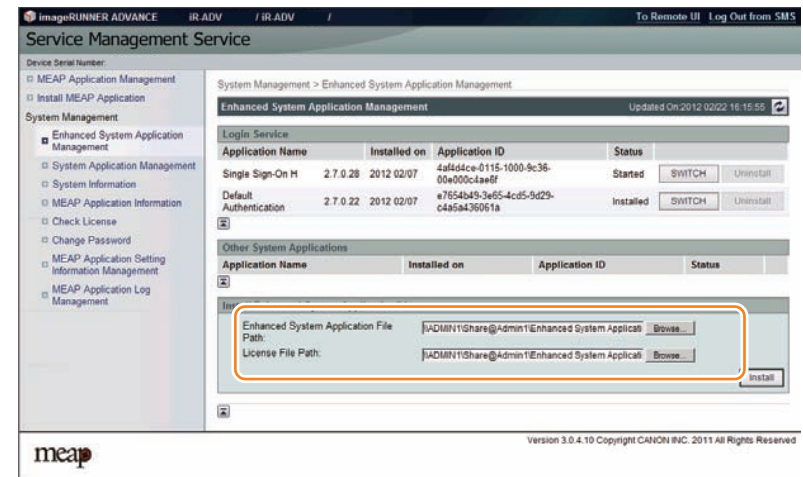 imageRUNNER ADVANCE iR-ADV / iR-ADV / To Remote UI Log Out from SMS
Service Management Service
Device Serial Number:
MEAP Application Management
Install MEAP Application
System Management
Enhanced System Application
Management
System Application Management
System Information
MEAP Application Information
Check License
Change Password
MEAP Application Setting
Information Management
MEAP Application Log
Management
System Management > Enhanced System Application Management
Enhanced System Application Management Updated On:2012 02/22 16:15:55
Login Service
Application Name Installed on Application ID Status
Single Sign-On H 2.7.0.28 2012 02/07 4af4d4ce-0115-1000-9c36-
00e000c4ae6f Started SWITCH Uninstall
Default
Authentication 2.7.0.22 2012 02/07 e7654b49-3e65-4cd5-9d29-
c4a5a436061a Installed SWITCH Uninstall
Other System Applications
Application Name Installed on Application ID Status
Enhanced System Application File
Path: \\ADMIN1\Share@Admin1\Enhanced System Applicati Browse...
License File Path: \\ADMIN1\Share@Admin1\Enhanced System Applicati Browse...
Install
Version 3.0.4.10 Copyright CANON INC. 2011 All Rights Reserved
meap